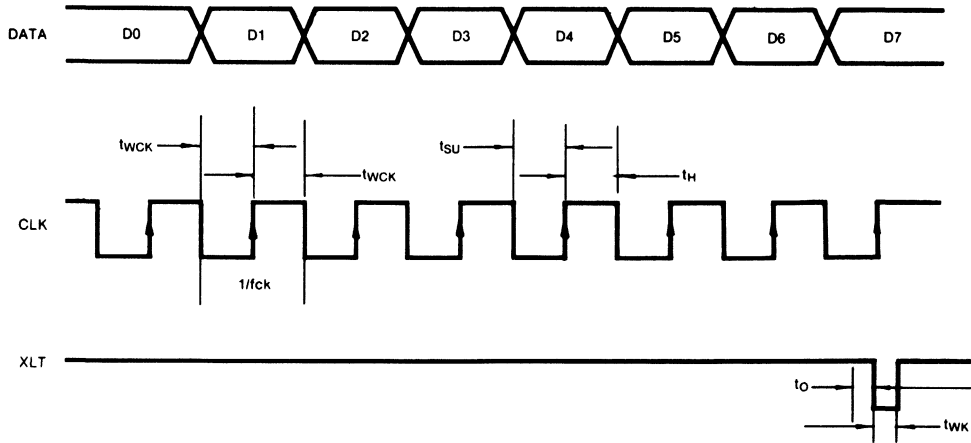 DATA D0 D1 D2 D3 D4 D5 D6 D7
tWCK tSU
tWCK tH
CLK
1/fck
XLT
tO
tWK